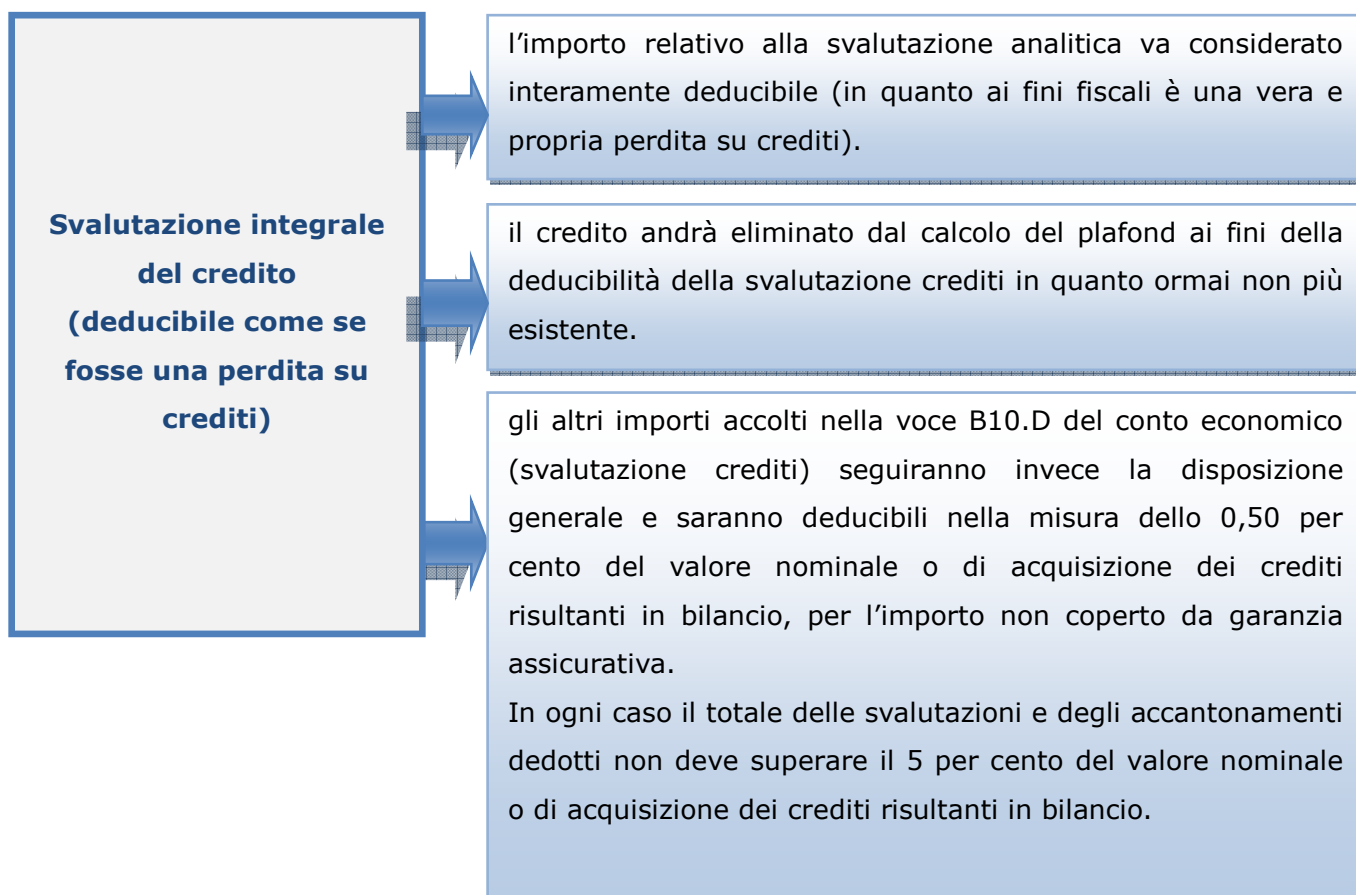 Svalutazione integrale
del credito
(deducibile come se
fosse una perdita su
crediti)
l’importo relativo alla svalutazione analitica va considerato
interamente deducibile (in quanto ai fini fiscali è una vera e
propria perdita su crediti).
il credito andrà eliminato dal calcolo del plafond ai fini della
deducibilità della svalutazione crediti in quanto ormai non più
esistente.
gli altri importi accolti nella voce B10.D del conto economico
(svalutazione crediti) seguiranno invece la disposizione
generale e saranno deducibili nella misura dello 0,50 per
cento del valore nominale o di acquisizione dei crediti
risultanti in bilancio, per l’importo non coperto da garanzia
assicurativa.
In ogni caso il totale delle svalutazioni e degli accantonamenti
dedotti non deve superare il 5 per cento del valore nominale
o di acquisizione dei crediti risultanti in bilancio.